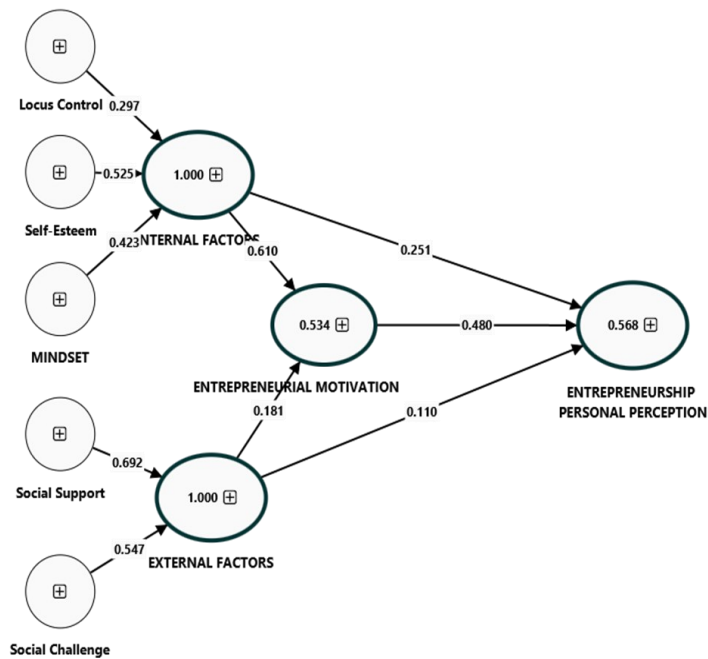 Locus Control
0.297
1.000
Self-Esteem
0.525
0.423
NTERNAL FACTORS
0.610
0.251
MINDSET
0.534
0.480
0.568
ENTREPRENEURIAL MOTIVATION
ENTREPRENEURSHIP
PERSONAL PERCEPTION
0.181
0.110
0.692
Social Support
1.000
0.547
EXTERNAL FACTORS
Social Challenge